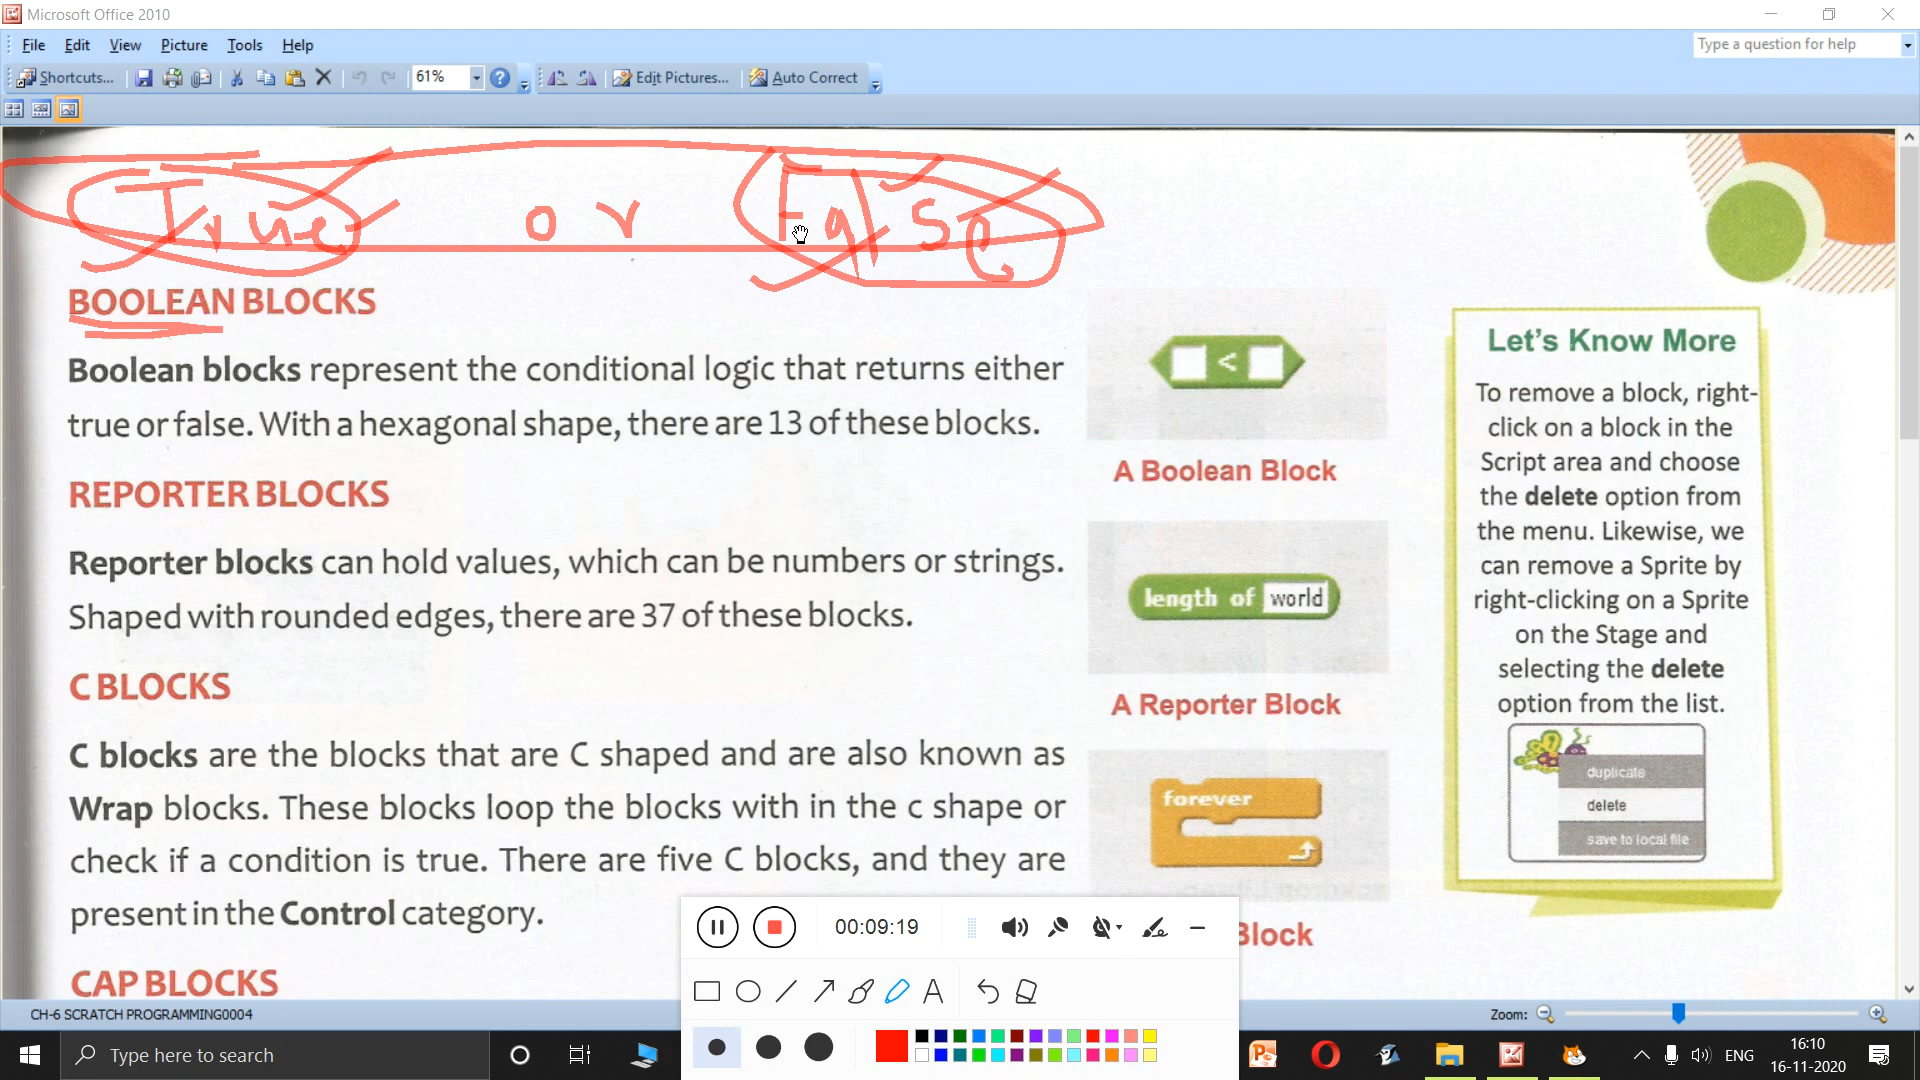 Microsoft Office 2010
File Edit View Picture Tools Help
Type a question for help
Shortcuts... 61% Edit Pictures... Auto Correct
True or False
BOOLEAN BLOCKS
Boolean blocks represent the conditional logic that returns either
true or false. With a hexagonal shape, there are 13 of these blocks.
<
A Boolean Block
REPORTER BLOCKS
Reporter blocks can hold values, which can be numbers or strings.
Shaped with rounded edges, there are 37 of these blocks.
length of world
A Reporter Block
C BLOCKS
C blocks are the blocks that are C shaped and are also known as
Wrap blocks. These blocks loop the blocks with in the c shape or
check if a condition is true. There are five C blocks, and they are
present in the Control category.
forever
Block
CAP BLOCKS
Let's Know More
To remove a block, right-
click on a block in the
Script area and choose
the delete option from
the menu. Likewise, we
can remove a Sprite by
right-clicking on a Sprite
on the Stage and
selecting the delete
option from the list.
duplicate
delete
save to local file
00:09:19
A
CH-6 SCRATCH PROGRAMMING0004
Zoom:
Type here to search
ENG
16:10
16-11-2020